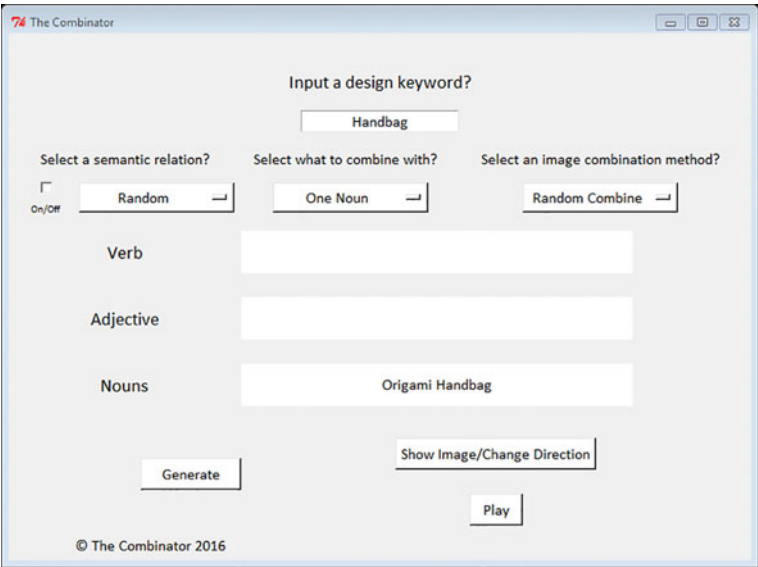 The Combinator
Input a design keyword?
Handbag
Select a semantic relation?
Select what to combine with?
Select an image combination method?
On/Off
Random
One Noun
Random Combine
Verb
Adjective
Nouns
Origami Handbag
Show Image/Change Direction
Generate
Play
© The Combinator 2016